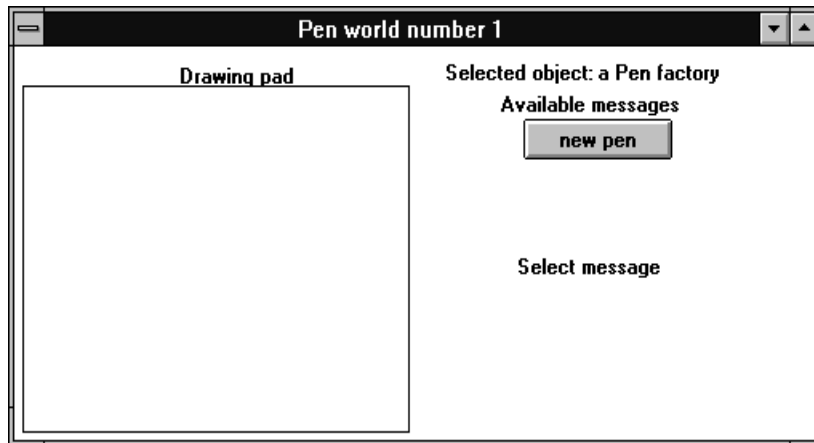 Pen world number 1
Drawing pad
Selected object: a Pen factory
Available messages
new pen
Select message